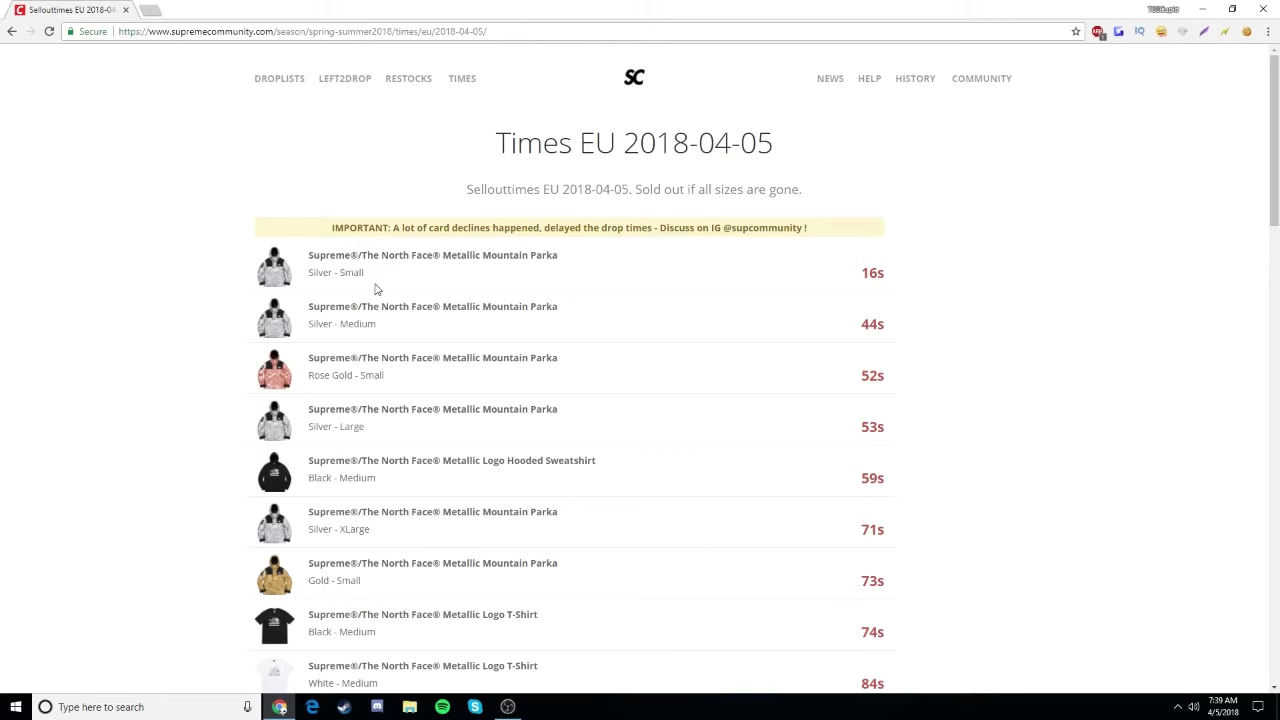 Sellouttimes EU 2018-04
Secure
https://www.supremecommunity.com/season/spring-summer2018/times/eu/2018-04-05/
DROPLISTS LEFT2DROP RESTOCKS TIMES SC NEWS HELP HISTORY COMMUNITY
Times EU 2018-04-05
Sellouttimes EU 2018-04-05. Sold out if all sizes are gone.
IMPORTANT: A lot of card declines happened, delayed the drop times - Discuss on IG @supcommunity !
Supreme®/The North Face® Metallic Mountain Parka
Silver - Small
16s
Supreme®/The North Face® Metallic Mountain Parka
Silver - Medium
44s
Supreme®/The North Face® Metallic Mountain Parka
Rose Gold - Small
52s
Supreme®/The North Face® Metallic Mountain Parka
Silver - Large
53s
Supreme®/The North Face® Metallic Logo Hooded Sweatshirt
Black - Medium
59s
Supreme®/The North Face® Metallic Mountain Parka
Silver - XLarge
71s
Supreme®/The North Face® Metallic Mountain Parka
Gold - Small
73s
Supreme®/The North Face® Metallic Logo T-Shirt
Black - Medium
74s
Supreme®/The North Face® Metallic Logo T-Shirt
White - Medium
84s
Type here to search
7:39 AM
4/5/2018